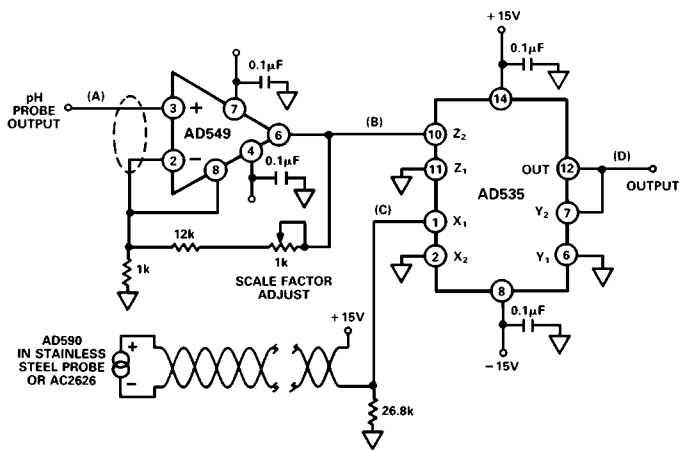 +15V
0.1µF
0.1µF
(A)
pH
PROBE
OUTPUT
3
+
7
14
AD549
6
(B)
10
Z2
2
−
4
8
0.1µF
11
Z1
OUT
12
(D)
OUTPUT
AD535
(C)
1
X1
Y2
7
12k
1k
2
X2
Y1
6
1k
SCALE FACTOR
ADJUST
8
0.1µF
+15V
−15V
AD590
IN STAINLESS
STEEL PROBE
OR AC2626
+
−
26.8k